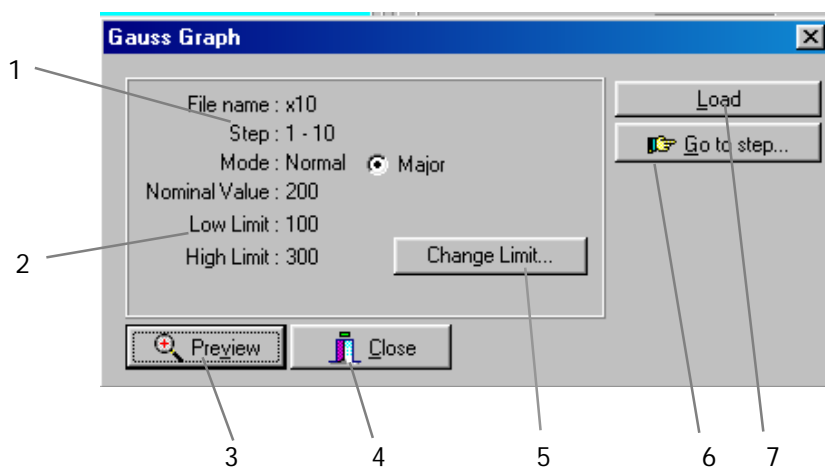 Gauss Graph
1
File name : x10
Load
Step : 1 - 10
Go to step...
Mode : Normal Major
Nominal Value : 200
Low Limit : 100
2
High Limit : 300
Change Limit...
Preview
Close
3 4 5 6 7